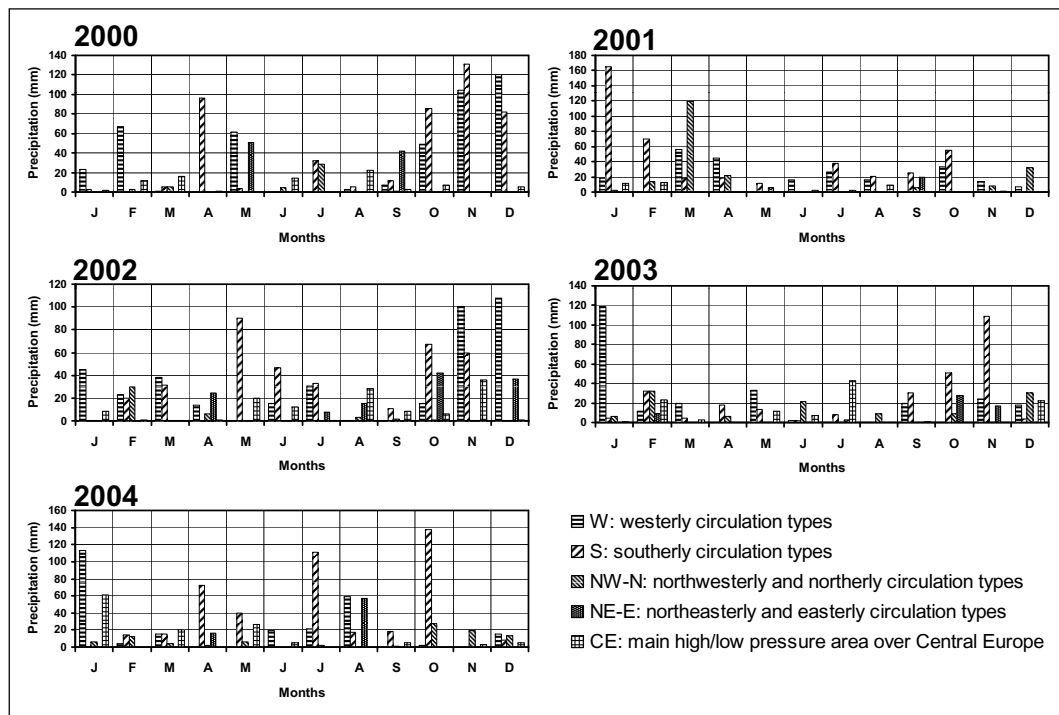 2000
Precipitation (mm)
140
120
100
80
60
40
20
0
J F M A M J J A S O N D
Months
2001
Precipitation (mm)
180
160
140
120
100
80
60
40
20
0
J F M A M J J A S O N D
Months
2002
Precipitation (mm)
120
100
80
60
40
20
0
J F M A M J J A S O N D
Months
2003
Precipitation (mm)
140
120
100
80
60
40
20
0
J F M A M J J A S O N D
Months
2004
Precipitation (mm)
160
140
120
100
80
60
40
20
0
J F M A M J J A S O N D
Months
W: westerly circulation types
S: southerly circulation types
NW-N: northwesterly and northerly circulation types
NE-E: northeasterly and easterly circulation types
CE: main high/low pressure area over Central Europe